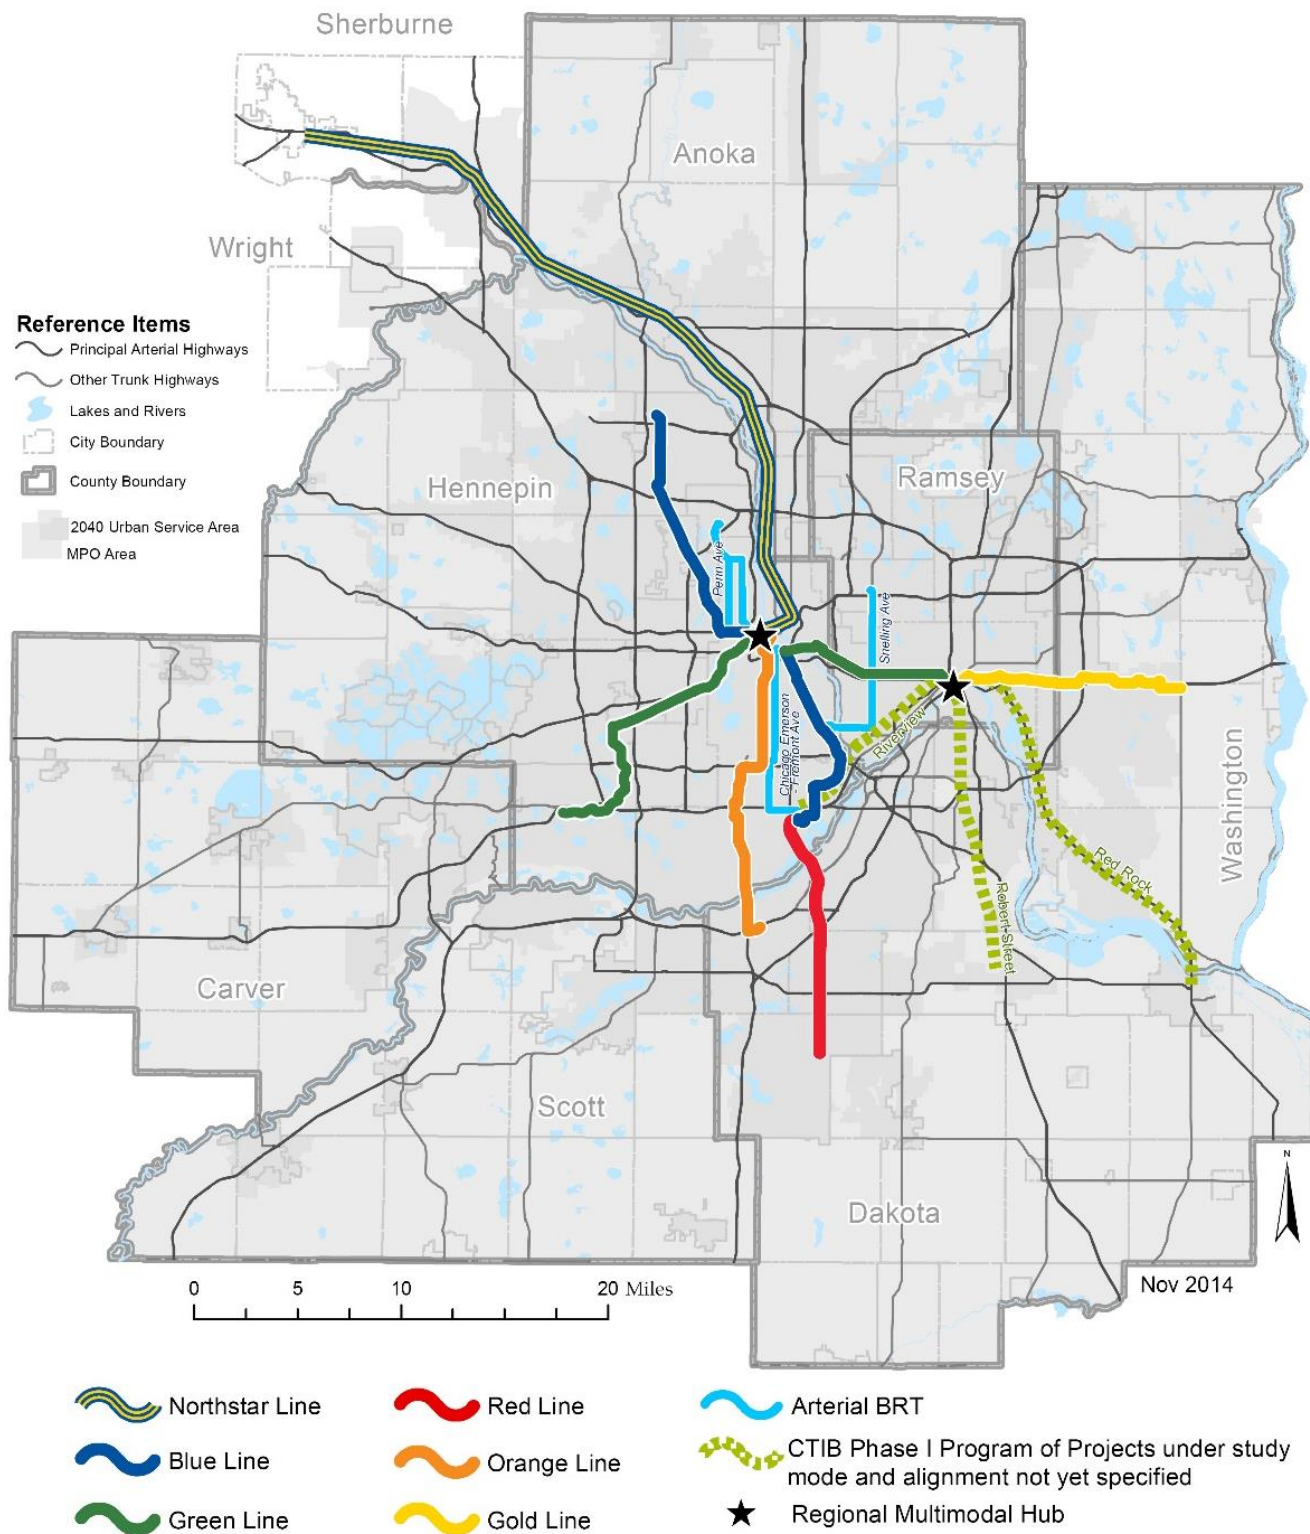 Sherburne
Anoka
Wright
Reference Items
Principal Arterial Highways
Other Trunk Highways
Lakes and Rivers
City Boundary
County Boundary
2040 Urban Service Area
MPO Area
Hennepin
Ramsey
Penn Ave
Snelling Ave
Chicago Emerson
- Fremont Ave
Riverview
Washington
Red Rock
Robert Street
Carver
Scott
Dakota
N
Nov 2014
0 5 10 20 Miles
Northstar Line
Blue Line
Green Line
Red Line
Orange Line
Gold Line
Arterial BRT
CTIB Phase I Program of Projects under study
mode and alignment not yet specified
Regional Multimodal Hub